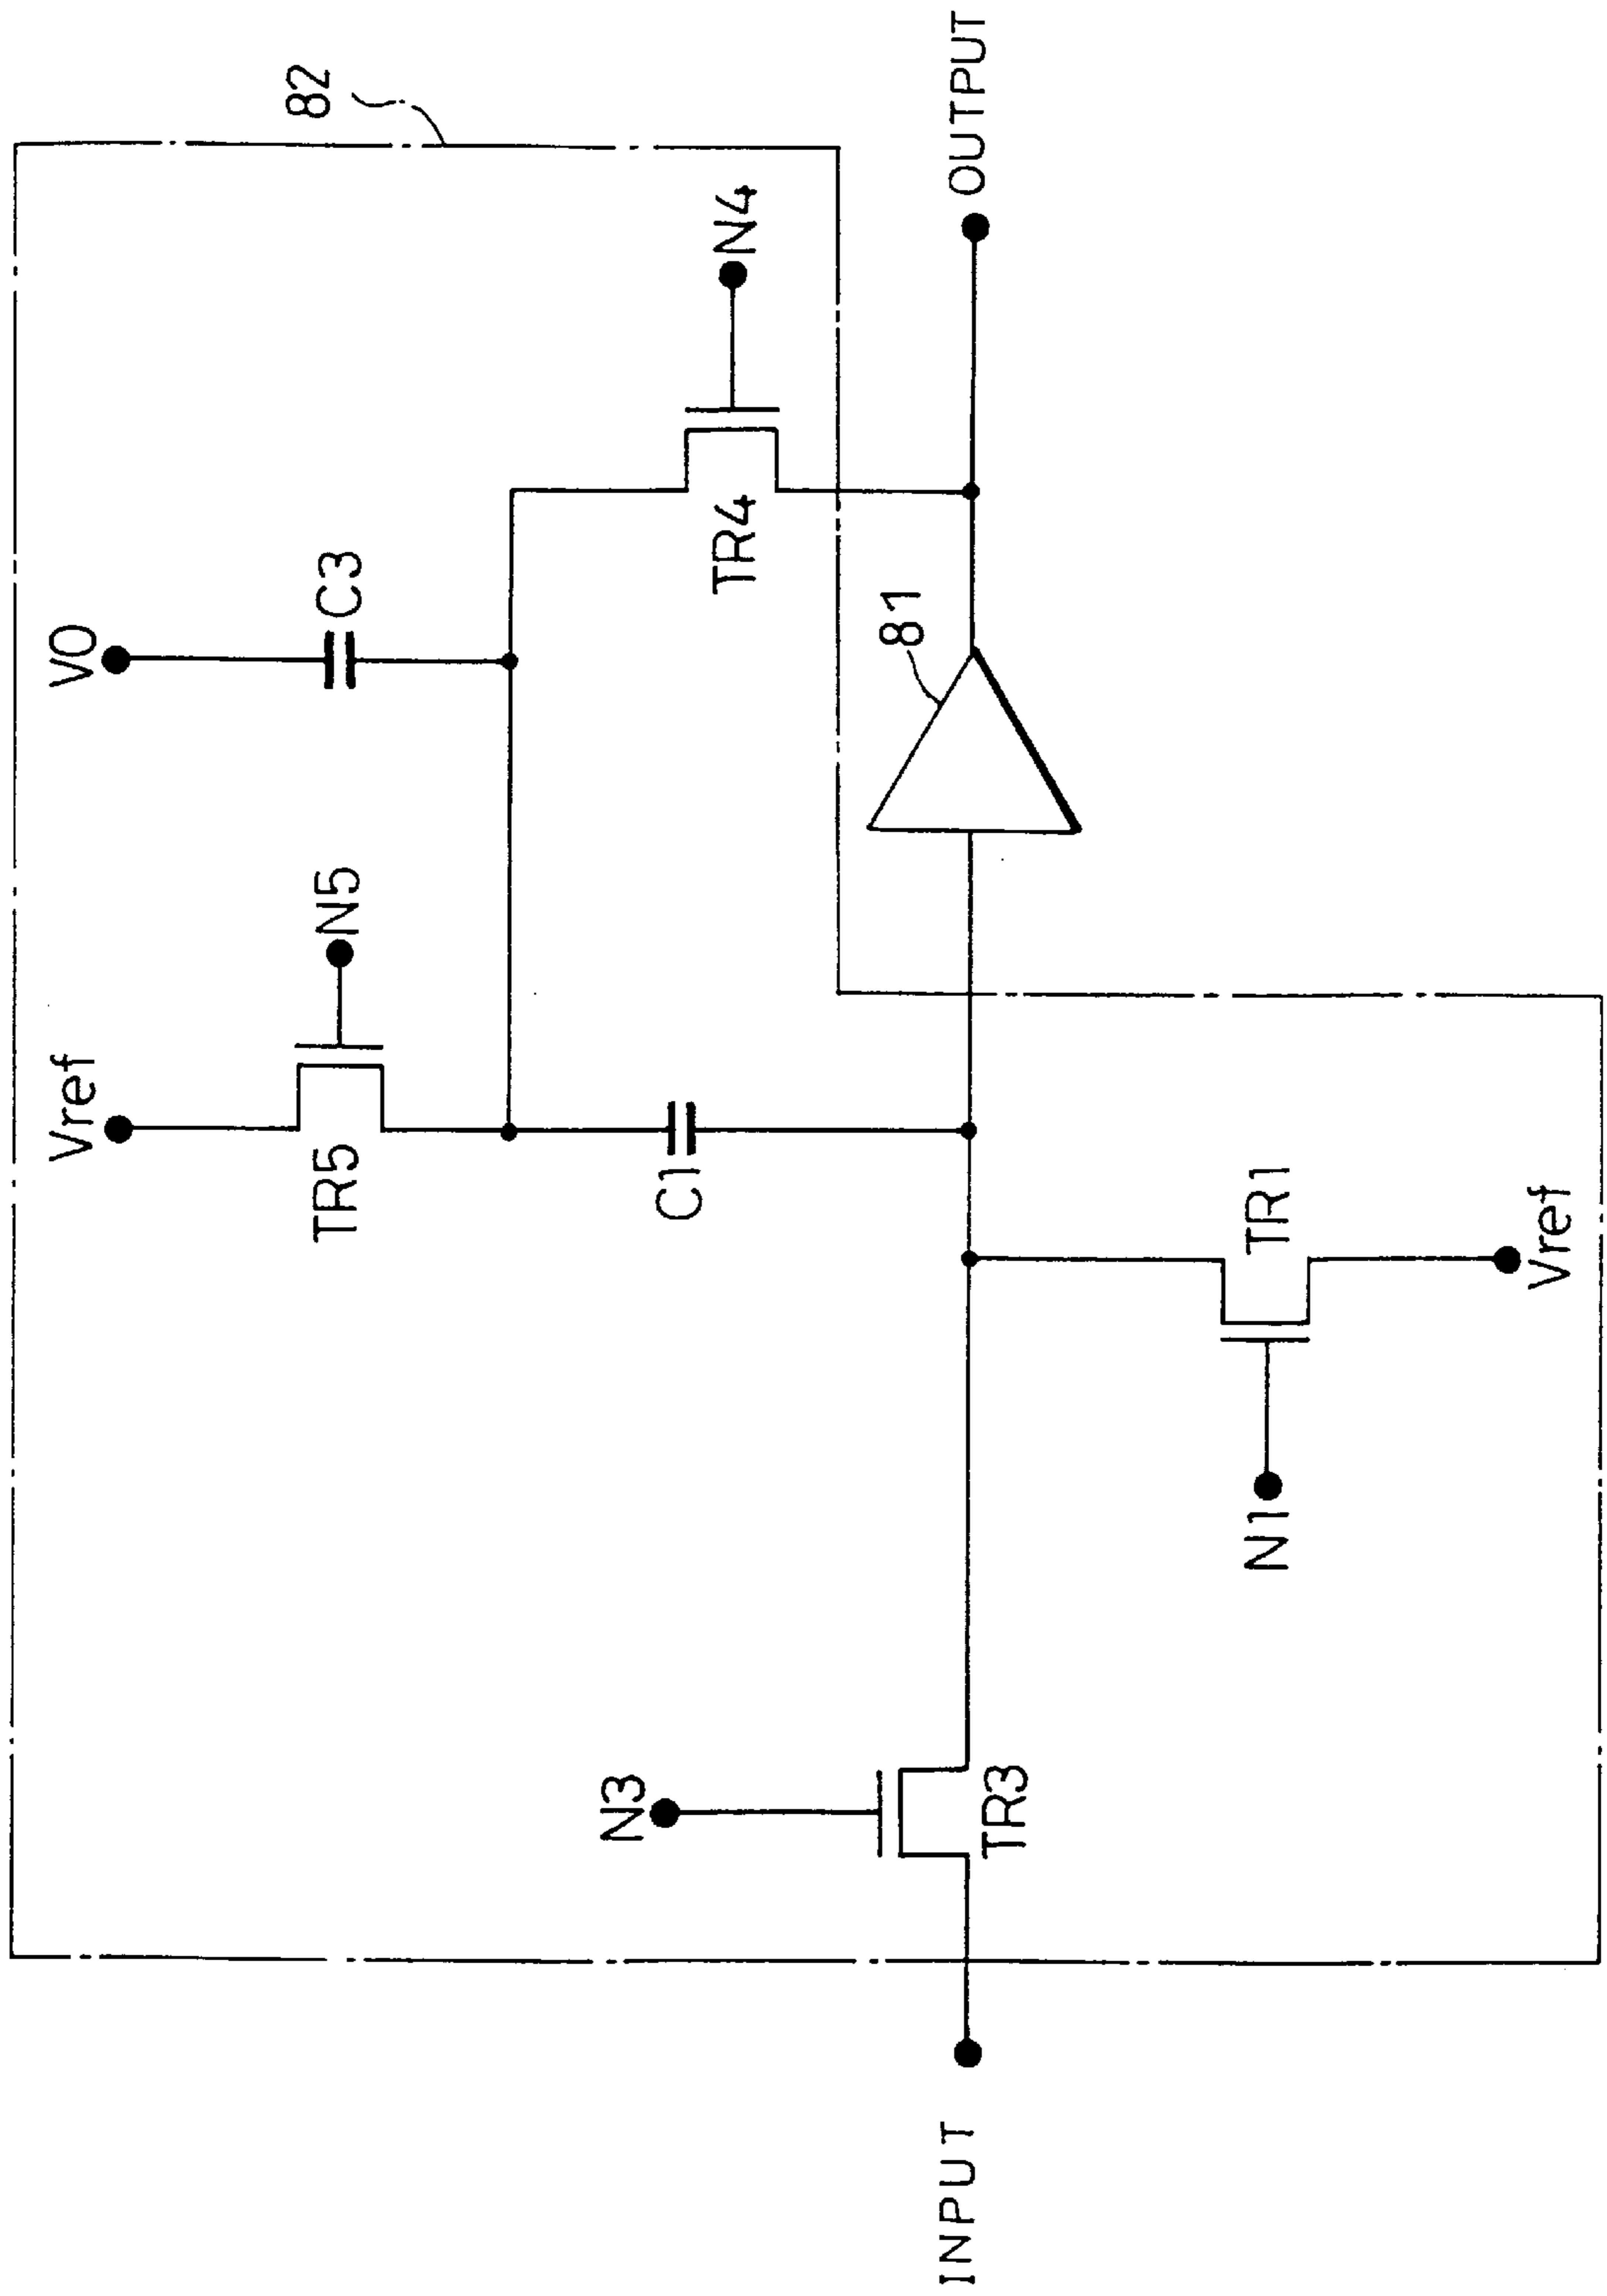 82
V0
C3
N4
Vref
N5
TR5
TR4
C1
81
OUTPUT
N3
TR3
INPUT
TR1
N1
Vref